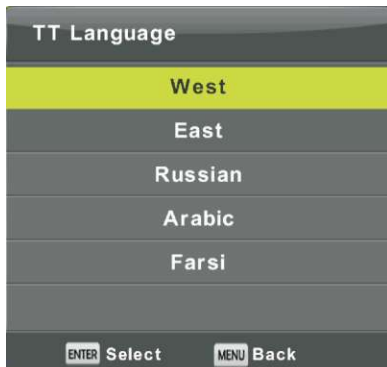 TT Language
West
East
Russian
Arabic
Farsi
ENTER Select MENU Back